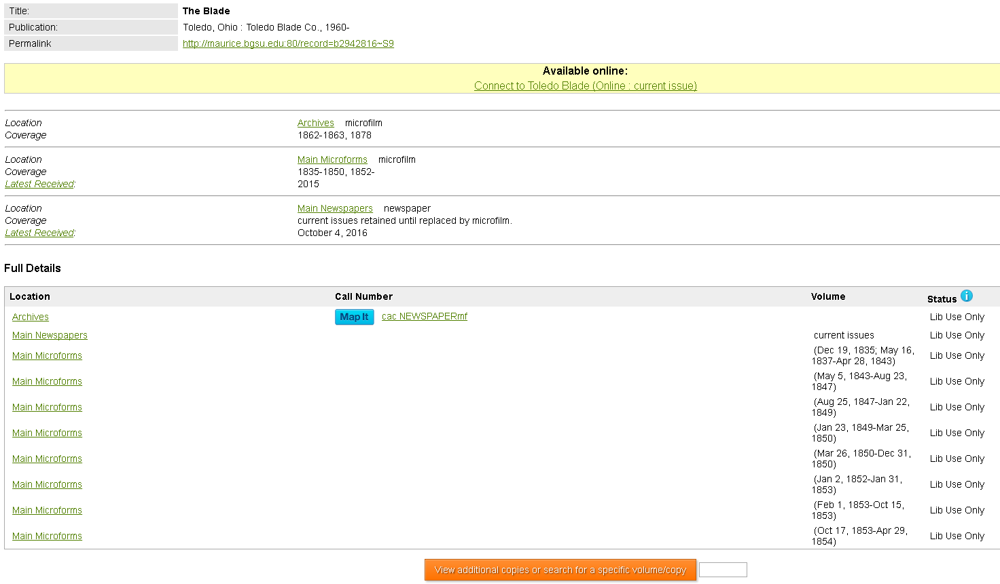 Title: The Blade
Publication: Toledo, Ohio : Toledo Blade Co., 1960-
Permalink http://maurice.bgsu.edu:80/record=b2942816~S9
Available online:
Connect to Toledo Blade (Online : current issue)
Location Archives microfilm
Coverage 1862-1863, 1878
Location Main Microforms microfilm
Coverage 1835-1850, 1852-
Latest Received: 2015
Location Main Newspapers newspaper
Coverage current issues retained until replaced by microfilm.
Latest Received: October 4, 2016
Full Details
Location Call Number Volume Status i
Archives Map It cac NEWSPAPERmf Lib Use Only
Main Newspapers current issues Lib Use Only
Main Microforms (Dec 19, 1835; May 16, Lib Use Only
1837-Apr 28, 1843)
Main Microforms (May 5, 1843-Aug 23, Lib Use Only
1847)
Main Microforms (Aug 25, 1847-Jan 22, Lib Use Only
1849)
Main Microforms (Jan 23, 1849-Mar 25, Lib Use Only
1850)
Main Microforms (Mar 26, 1850-Dec 31, Lib Use Only
1850)
Main Microforms (Jan 2, 1852-Jan 31, Lib Use Only
1853)
Main Microforms (Feb 1, 1853-Oct 15, Lib Use Only
1853)
Main Microforms (Oct 17, 1853-Apr 29, Lib Use Only
1854)
View additional copies or search for a specific volume/copy